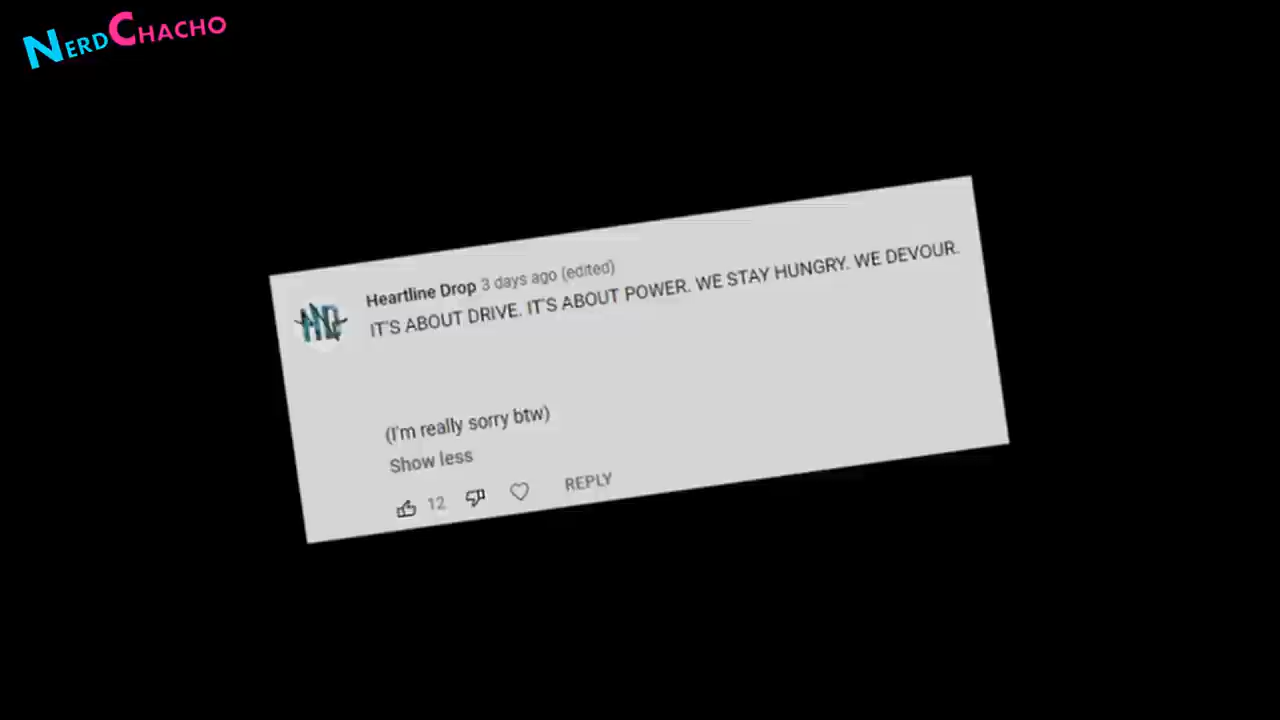 NERDCHACHO
Heartline Drop 3 days ago (edited)
IT'S ABOUT DRIVE. IT'S ABOUT POWER. WE STAY HUNGRY. WE DEVOUR.
(I'm really sorry btw)
Show less
12 REPLY